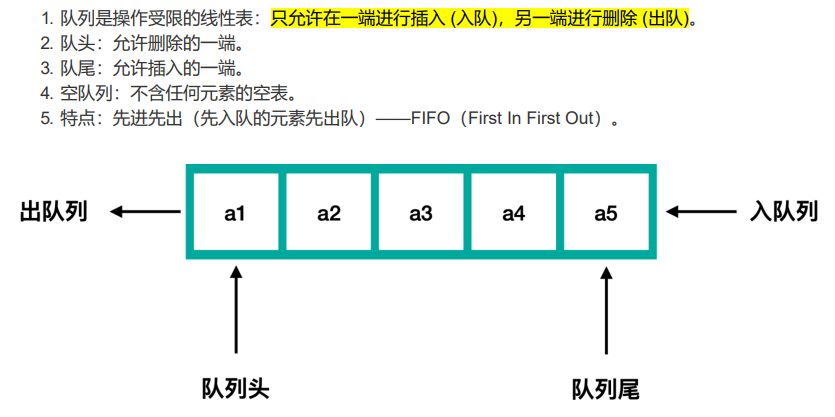 1. 队列是操作受限的线性表：只允许在一端进行插入 (入队)，另一端进行删除 (出队)。
2. 队头：允许删除的一端。
3. 队尾：允许插入的一端。
4. 空队列：不含任何元素的空表。
5. 特点：先进先出（先入队的元素先出队）——FIFO（First In First Out）。
出队列 a1 a2 a3 a4 a5 入队列
队列头 队列尾